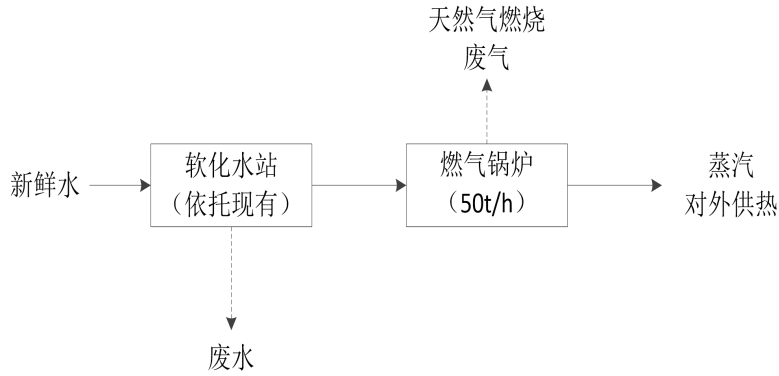 天然气燃烧
废气
新鲜水
软化水站
（依托现有）
燃气锅炉
（50t/h）
蒸汽
对外供热
废水